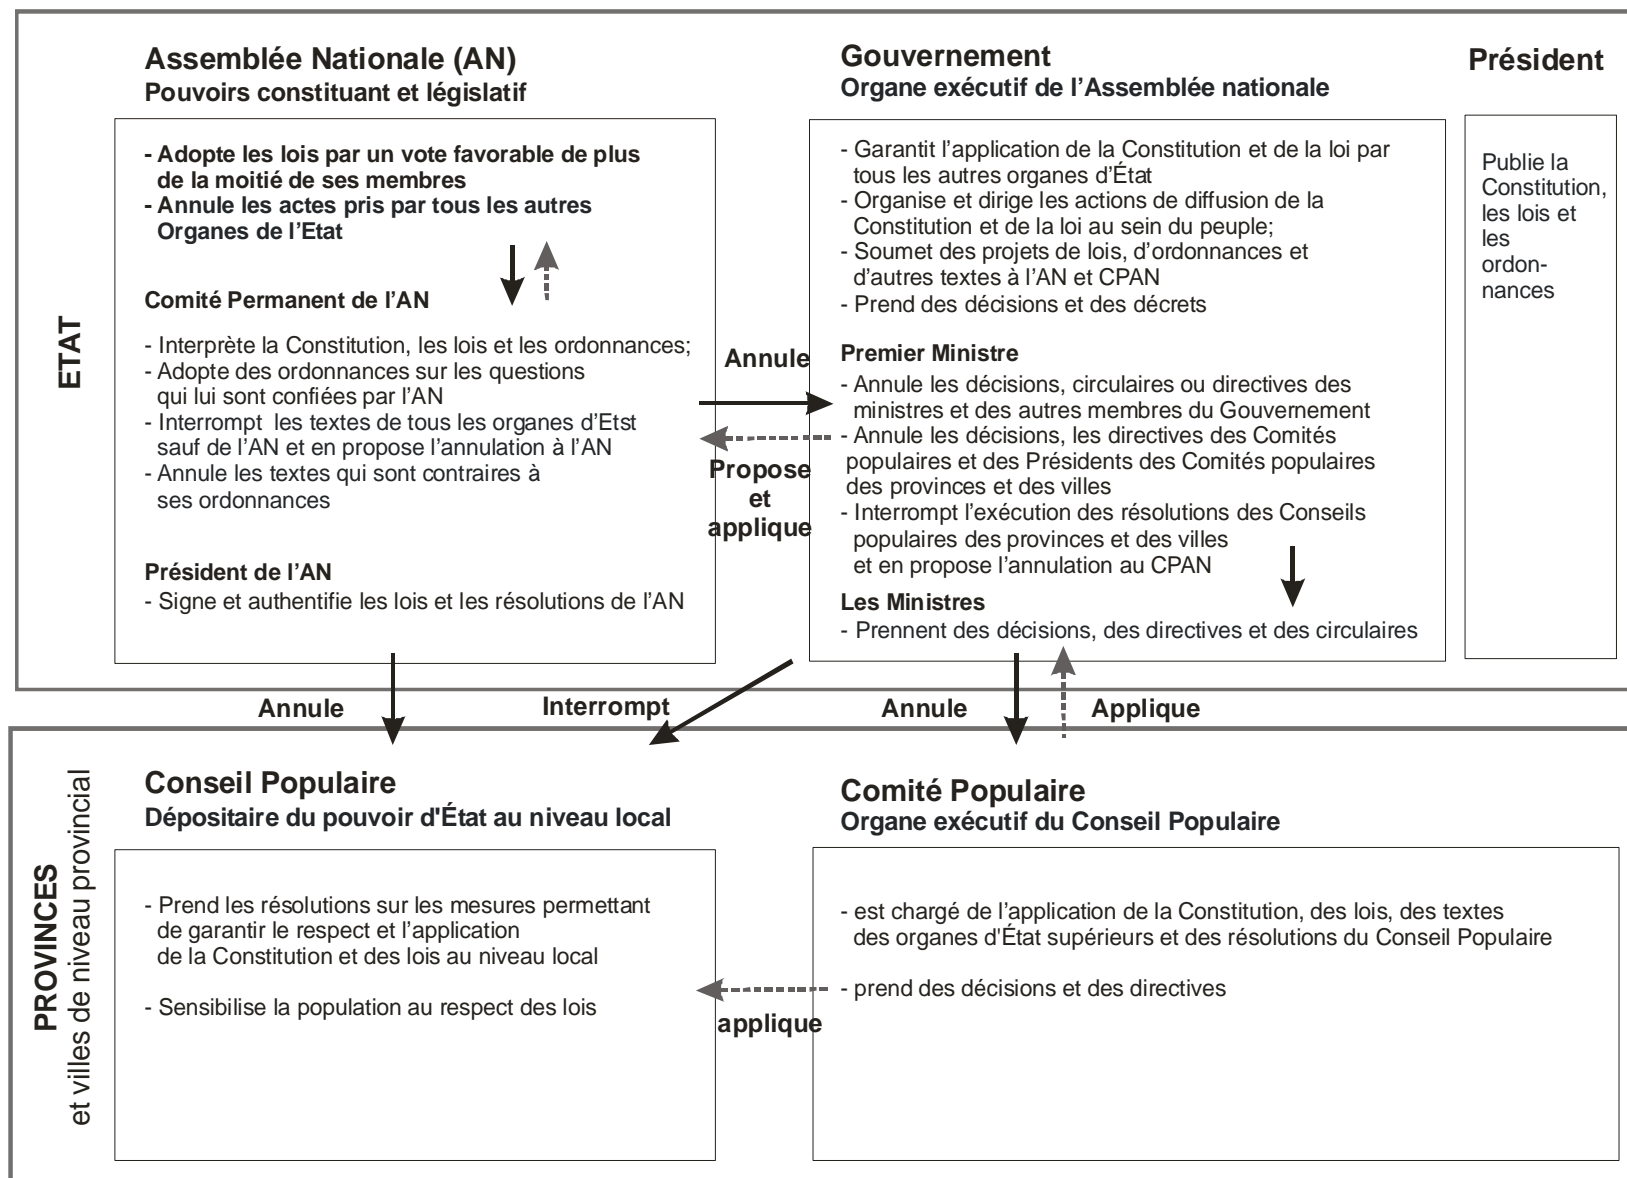 ETAT
Assemblée Nationale (AN)
Pouvoirs constituant et législatif
- Adopte les lois par un vote favorable de plus
de la moitié de ses membres
- Annule les actes pris par tous les autres
Organes de l’Etat
Comité Permanent de l’AN
- Interprète la Constitution, les lois et les ordonnances;
- Adopte des ordonnances sur les questions
qui lui sont confiées par l’AN
- Interrompt les textes de tous les organes d’Etst
sauf de l’AN et en propose l’annulation à l’AN
- Annule les textes qui sont contraires à
ses ordonnances
Président de l’AN
- Signe et authentifie les lois et les résolutions de l’AN
Annule
Propose
et
applique
Gouvernement
Organe exécutif de l’Assemblée nationale
- Garantit l’application de la Constitution et de la loi par
tous les autres organes d’État
- Organise et dirige les actions de diffusion de la
Constitution et de la loi au sein du peuple;
- Soumet des projets de lois, d’ordonnances et
d’autres textes à l’AN et CPAN
- Prend des décisions et des décrets
Premier Ministre
- Annule les décisions, circulaires ou directives des
ministres et des autres membres du Gouvernement
- Annule les décisions, les directives des Comités
populaires et des Présidents des Comités populaires
des provinces et des villes
- Interrompt l’exécution des résolutions des Conseils
populaires des provinces et des villes
et en propose l’annulation au CPAN
Les Ministres
- Prennent des décisions, des directives et des circulaires
Président
Publie la
Constitution,
les lois et
les
ordon-
nances
Annule
Interrompt
Annule
Applique
PROVINCES
et villes de niveau provincial
Conseil Populaire
Dépositaire du pouvoir d'État au niveau local
- Prend les résolutions sur les mesures permettant
de garantir le respect et l’application
de la Constitution et des lois au niveau local
- Sensibilise la population au respect des lois
applique
Comité Populaire
Organe exécutif du Conseil Populaire
- est chargé de l’application de la Constitution, des lois, des textes
des organes d'État supérieurs et des résolutions du Conseil Populaire
- prend des décisions et des directives